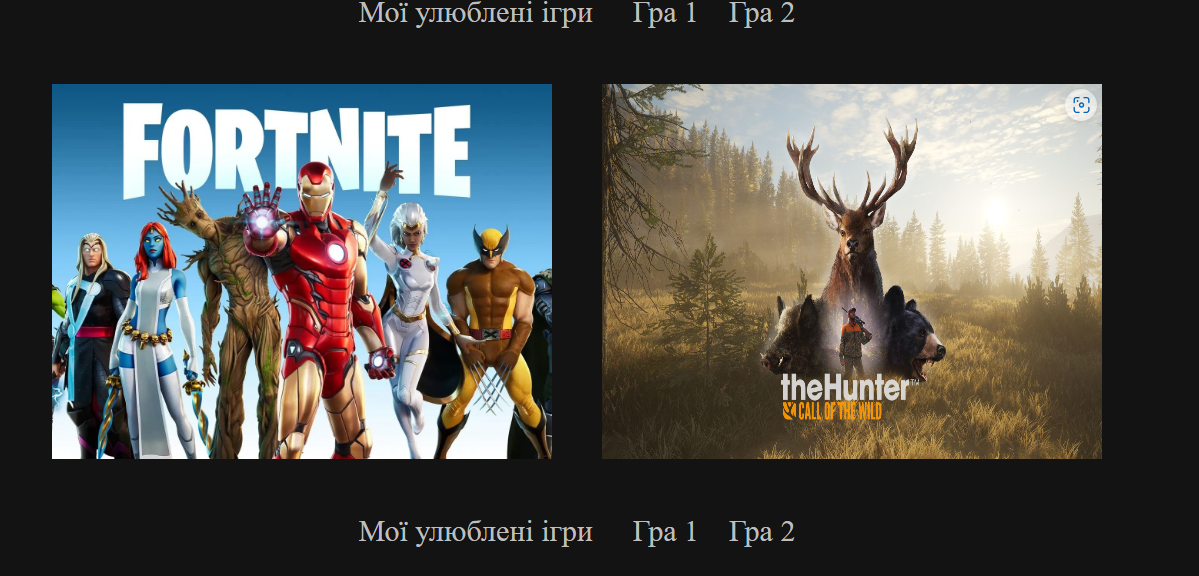 Мої улюблені ігри Гра 1 Гра 2
FORTNITE
theHunter™
CALL OF THE WILD
Мої улюблені ігри Гра 1 Гра 2